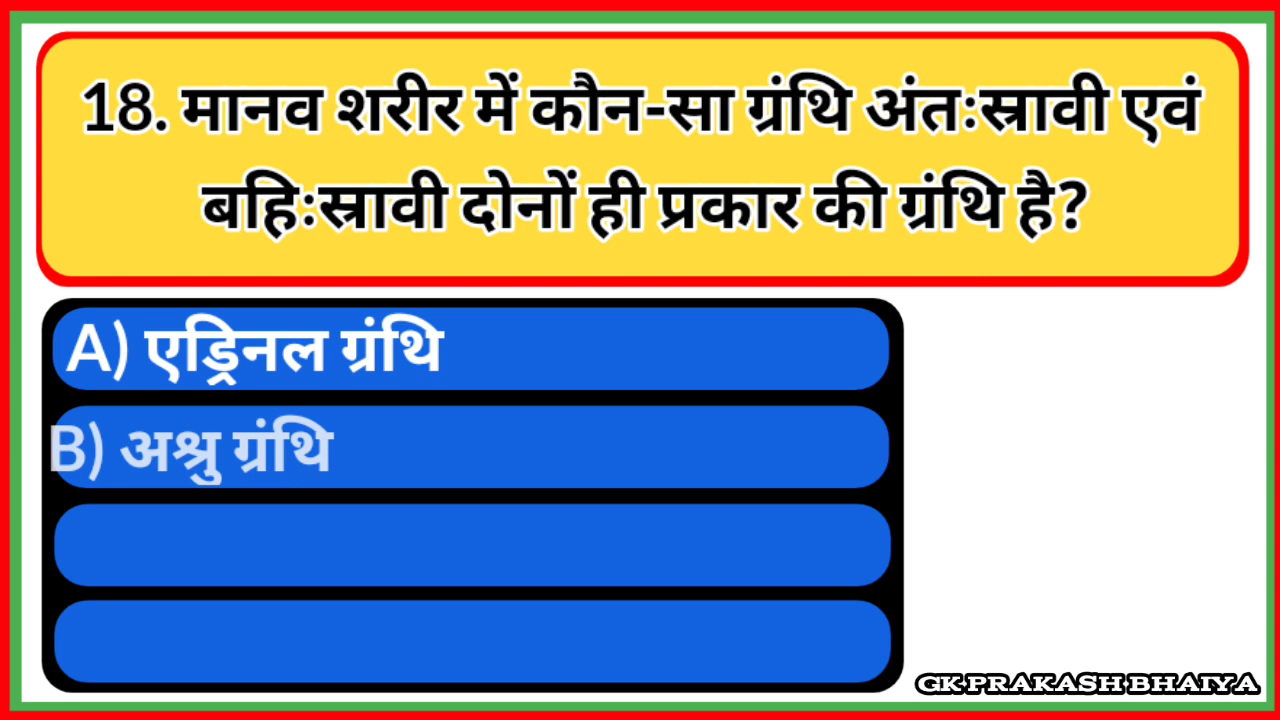 18. मानव शरीर में कौन-सा ग्रंथि अंतःस्रावी एवं
बहिःस्रावी दोनों ही प्रकार की ग्रंथि है?
A) एड्रिनल ग्रंथि
B) अश्रु ग्रंथि
GK PRAKASH BHAIYA